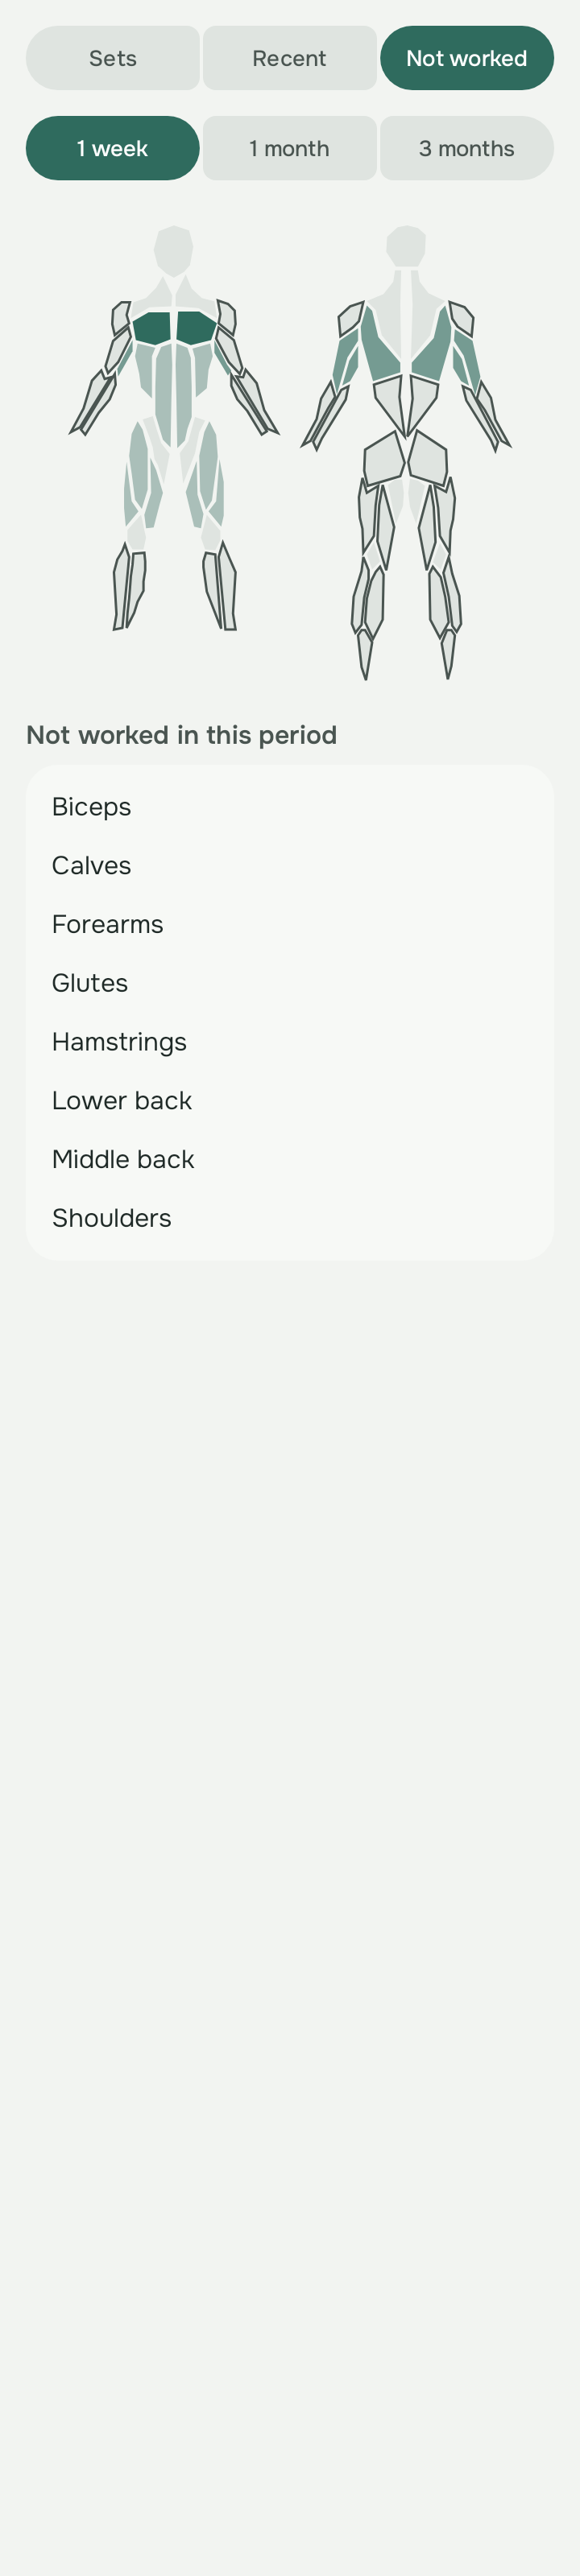 Sets
Recent
Not worked
1 week
1 month
3 months
Not worked in this period
Biceps
Calves
Forearms
Glutes
Hamstrings
Lower back
Middle back
Shoulders